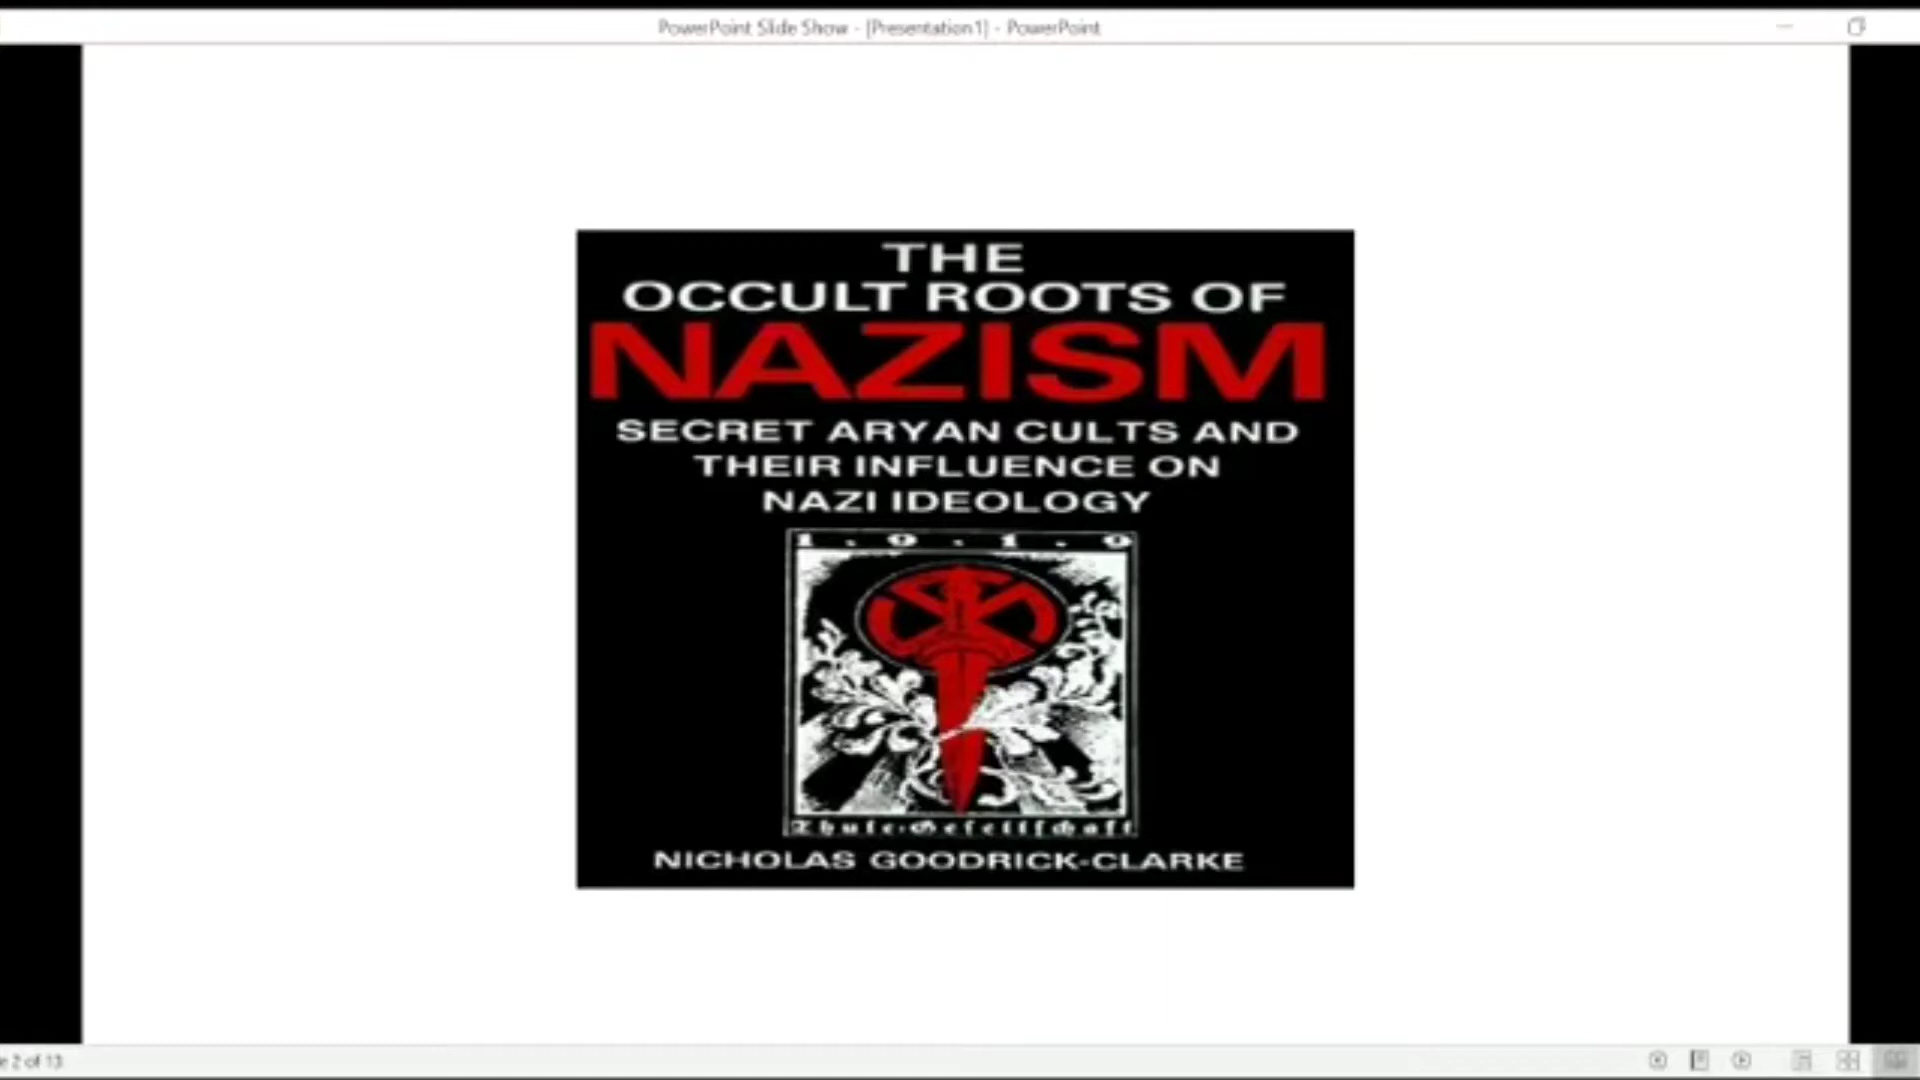 PowerPoint Slide Show - [Presentation1] - PowerPoint
THE
OCCULT ROOTS OF
NAZISM
SECRET ARYAN CULTS AND
THEIR INFLUENCE ON
NAZI IDEOLOGY
1.9.1.9
Thule-Gesellschaft
NICHOLAS GOODRICK-CLARKE
2 of 13